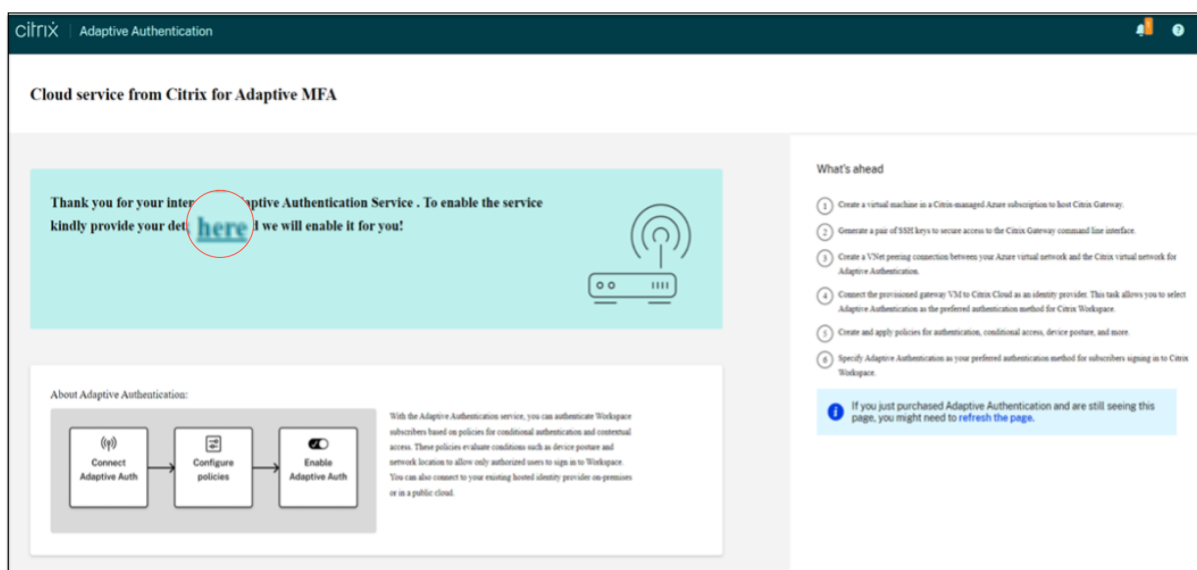 citrix | Adaptive Authentication
Cloud service from Citrix for Adaptive MFA
Thank you for your inter aptive Authentication Service . To enable the service
kindly provide your det here d we will enable it for you!
What's ahead
1 Create a virtual machine in a Citrix-managed Azure subscription to host Citrix Gateway.
2 Generate a pair of SSH keys to secure access to the Citrix Gateway command line interface.
3 Create a VNet peering connection between your Azure virtual network and the Citrix virtual network for
Adaptive Authentication.
4 Connect the provisioned gateway VM to Citrix Cloud as an identity provider. This task allows you to select
Adaptive Authentication as the preferred authentication method for Citrix Workspace.
5 Create and apply policies for authentication, conditional access, device posture, and more.
6 Specify Adaptive Authentication as your preferred authentication method for subscribers signing in to Citrix
Workspace.
If you just purchased Adaptive Authentication and are still seeing this
page, you might need to refresh the page.
About Adaptive Authentication:
Connect
Adaptive Auth
Configure
policies
Enable
Adaptive Auth
With the Adaptive Authentication service, you can authenticate Workspace
subscribers based on policies for conditional authentication and contextual
access. These policies evaluate conditions such as device posture and
network location to allow only authorized users to sign in to Workspace.
You can also connect to your existing hosted identity provider on-premises
or in a public cloud.